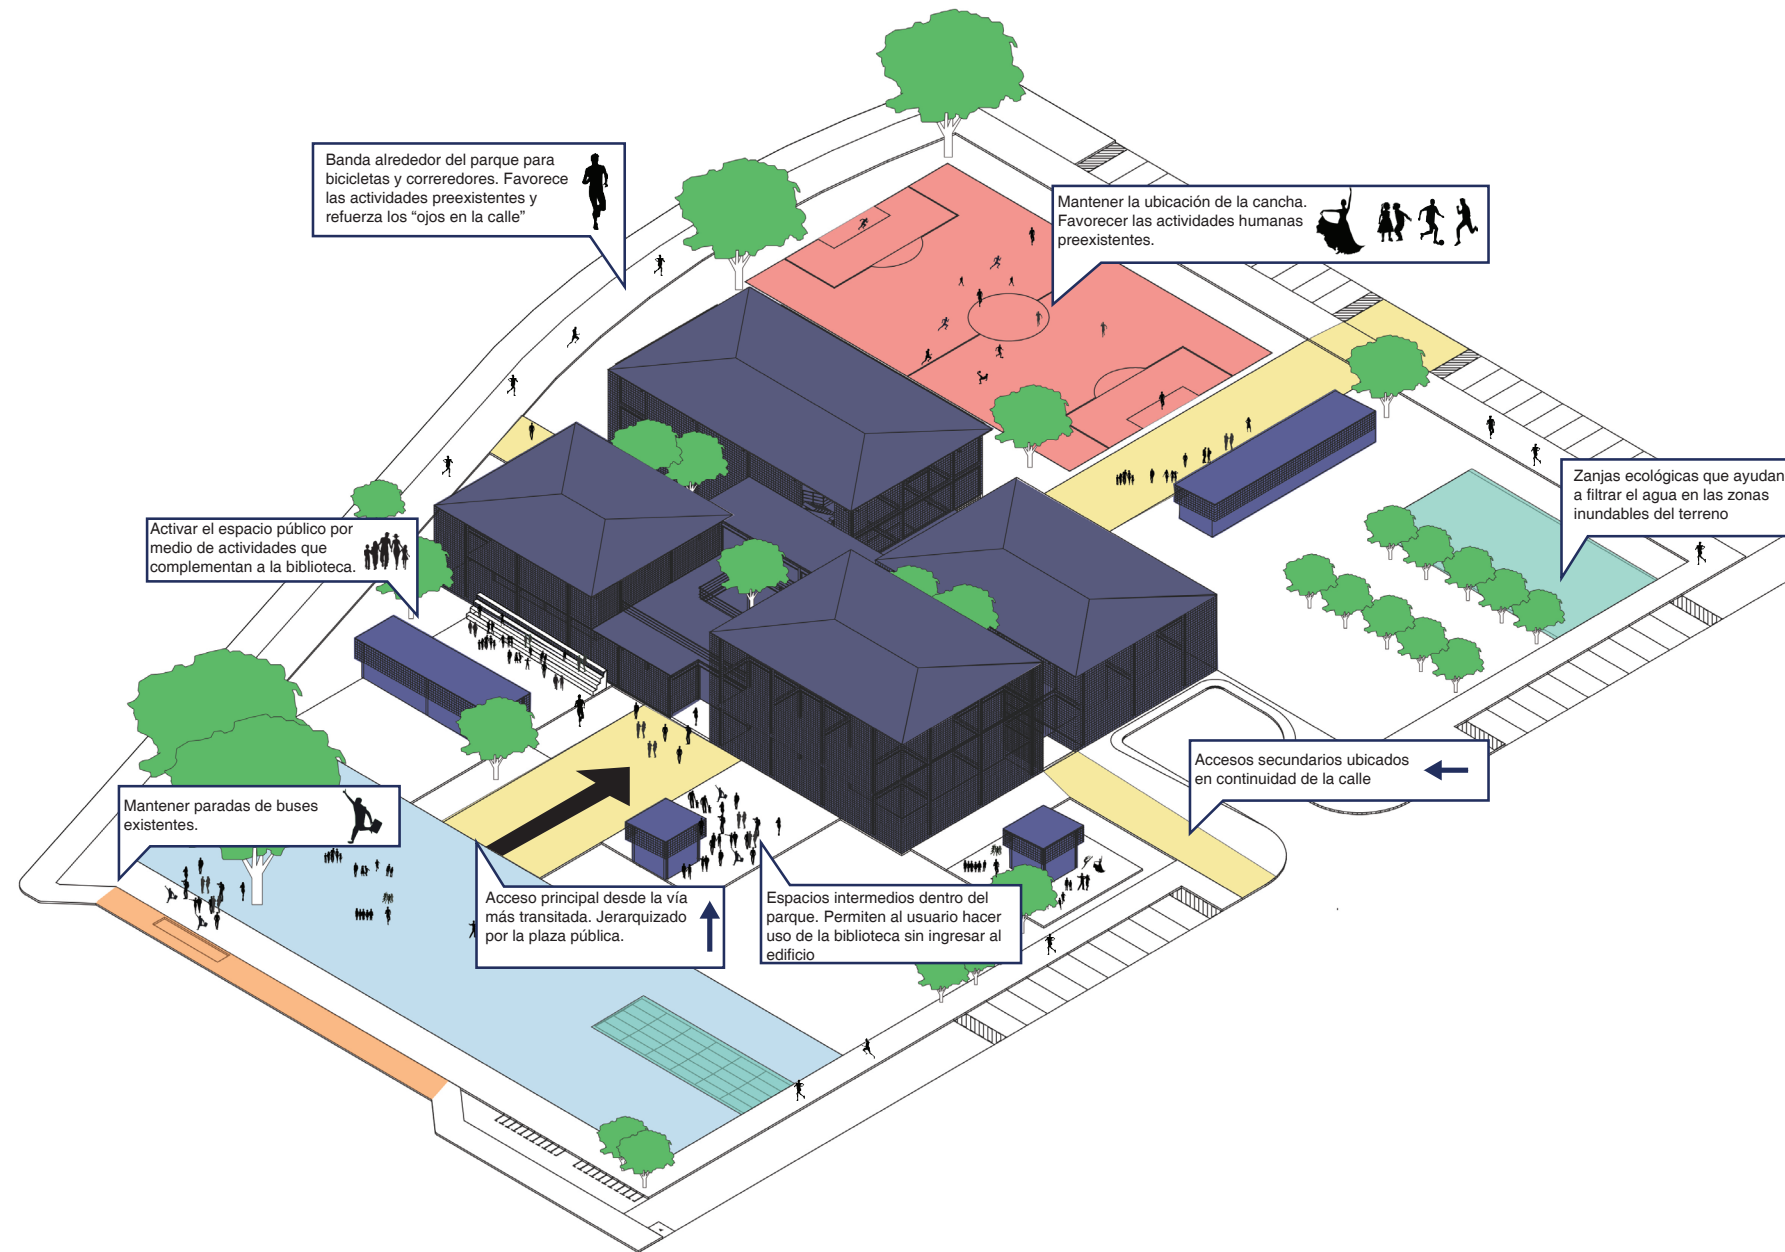 Banda alrededor del parque para
bicicletas y correredores. Favorece
las actividades preexistentes y
refuerza los “ojos en la calle”
Mantener la ubicación de la cancha.
Favorecer las actividades humanas
preexistentes.
Zanjas ecológicas que ayudan
a filtrar el agua en las zonas
inundables del terreno
Activar el espacio público por
medio de actividades que
complementan a la biblioteca.
Accesos secundarios ubicados
en continuidad de la calle
Mantener paradas de buses
existentes.
Acceso principal desde la vía
más transitada. Jerarquizado
por la plaza pública.
Espacios intermedios dentro del
parque. Permiten al usuario hacer
uso de la biblioteca sin ingresar al
edificio